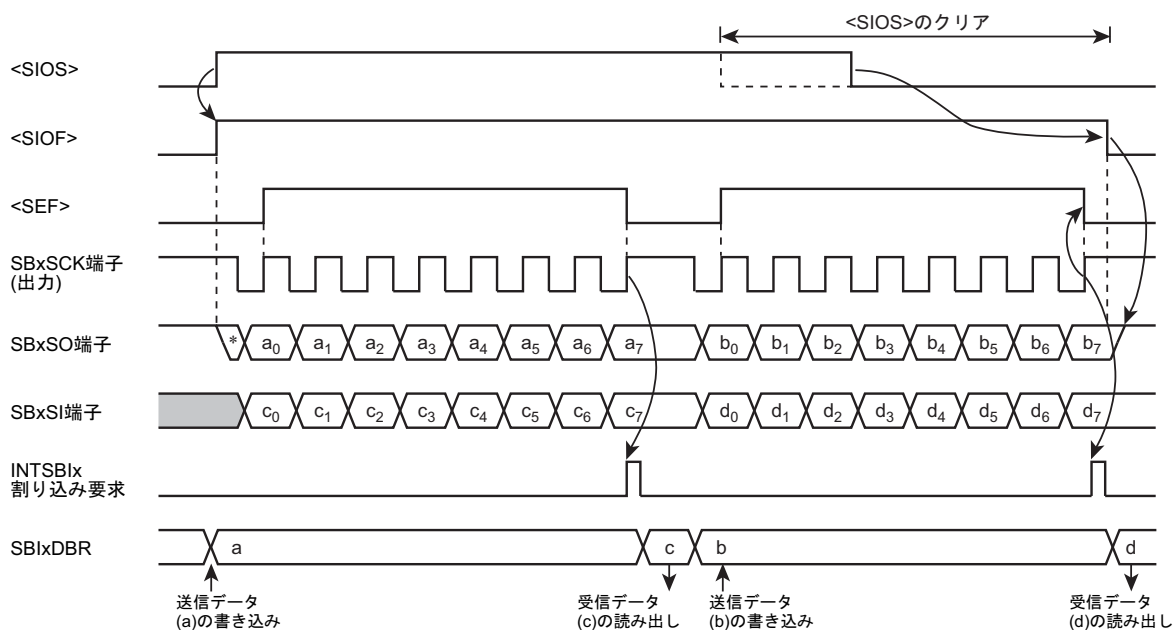 <SIOS>のクリア
<SIOS>
<SIOF>
<SEF>
SBxSCK端子
(出力)
SBxSO端子
* a0 a1 a2 a3 a4 a5 a6 a7 b0 b1 b2 b3 b4 b5 b6 b7
SBxSI端子
c0 c1 c2 c3 c4 c5 c6 c7 d0 d1 d2 d3 d4 d5 d6 d7
INTSBIx
割り込み要求
SBIxDBR
a c b d
送信データ
(a)の書き込み
受信データ
(c)の読み出し
送信データ
(b)の書き込み
受信データ
(d)の読み出し